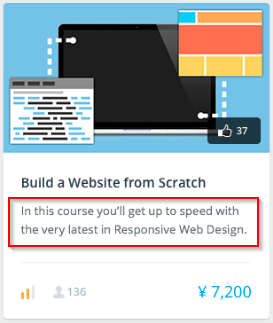 37
Build a Website from Scratch
In this course you'll get up to speed with
the very latest in Responsive Web Design.
136
¥ 7,200